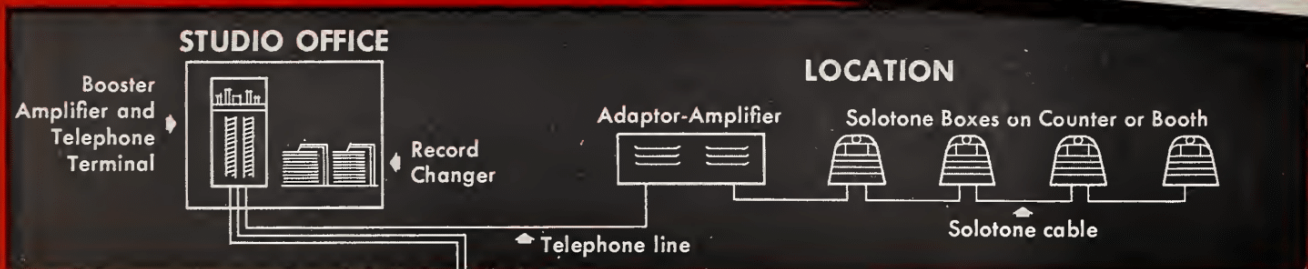 STUDIO OFFICE
Booster
Amplifier and
Telephone
Terminal
Record
Changer
LOCATION
Adaptor-Amplifier
Solotone Boxes on Counter or Booth
Telephone line
Solotone cable